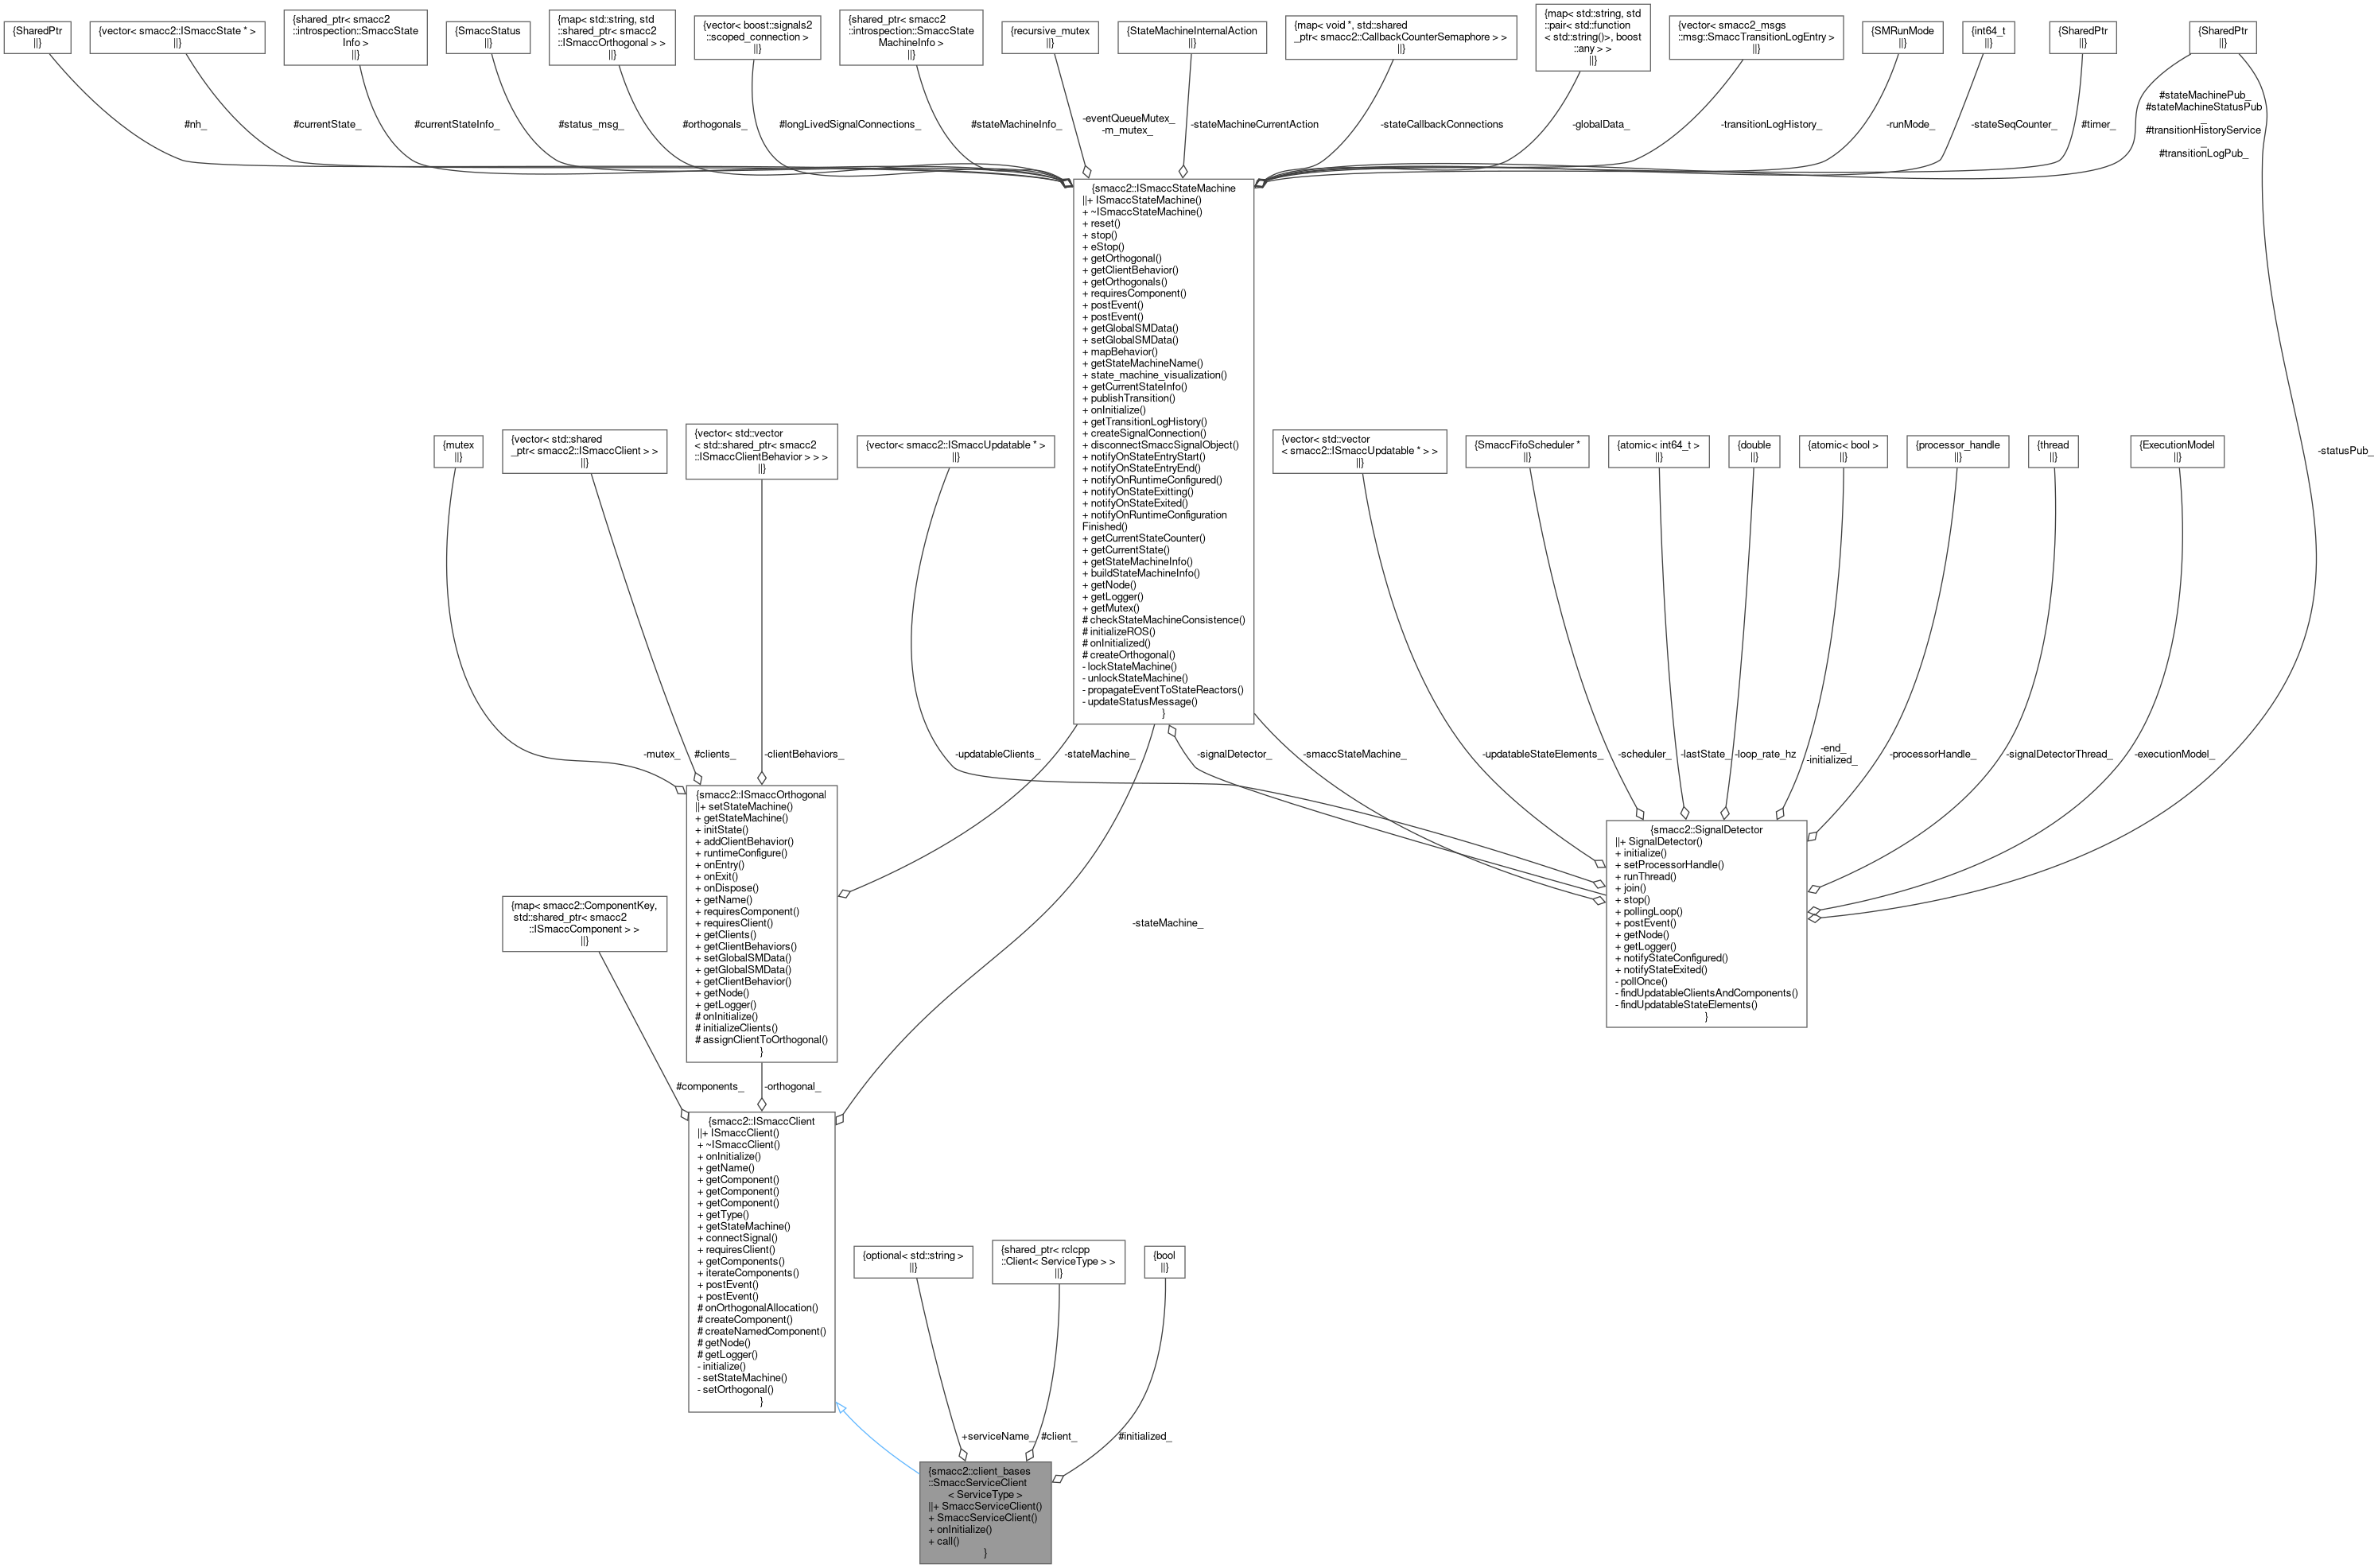 {SharedPtr
||}
{vector< smacc2::ISmaccState * >
||}
{shared_ptr< smacc2
::introspection::SmaccState
Info >
||}
{SmaccStatus
||}
{map< std::string, std
::shared_ptr< smacc2
::ISmaccOrthogonal > >
||}
{vector< boost::signals2
::scoped_connection >
||}
{shared_ptr< smacc2
::introspection::SmaccState
MachineInfo >
||}
{recursive_mutex
||}
{StateMachineInternalAction
||}
{map< void *, std::shared
_ptr< smacc2::CallbackCounterSemaphore > >
||}
{map< std::string, std
::pair< std::function
< std::string()>, boost
::any > >
||}
{vector< smacc2_msgs
::msg::SmaccTransitionLogEntry >
||}
{SMRunMode
||}
{int64_t
||}
{SharedPtr
||}
{SharedPtr
||}
#nh_
#currentState_
#currentStateInfo_
#status_msg_
#orthogonals_
#longLivedSignalConnections_
#stateMachineInfo_
-eventQueueMutex_
-m_mutex_
-stateMachineCurrentAction
-stateCallbackConnections
-globalData_
-transitionLogHistory_
-runMode_
-stateSeqCounter_
#timer_
#stateMachinePub_
#stateMachineStatusPub
_
#transitionHistoryService
_
#transitionLogPub_
{smacc2::ISmaccStateMachine
||+ ISmaccStateMachine()
+ ~ISmaccStateMachine()
+ reset()
+ stop()
+ eStop()
+ getOrthogonal()
+ getClientBehavior()
+ getOrthogonals()
+ requiresComponent()
+ postEvent()
+ postEvent()
+ getGlobalSMData()
+ setGlobalSMData()
+ mapBehavior()
+ getStateMachineName()
+ state_machine_visualization()
+ getCurrentStateInfo()
+ publishTransition()
+ onInitialize()
+ getTransitionLogHistory()
+ createSignalConnection()
+ disconnectSmaccSignalObject()
+ notifyOnStateEntryStart()
+ notifyOnStateEntryEnd()
+ notifyOnRuntimeConfigured()
+ notifyOnStateExitting()
+ notifyOnStateExited()
+ notifyOnRuntimeConfiguration
Finished()
+ getCurrentStateCounter()
+ getCurrentState()
+ getStateMachineInfo()
+ buildStateMachineInfo()
+ getNode()
+ getLogger()
+ getMutex()
# checkStateMachineConsistence()
# initializeROS()
# onInitialized()
# createOrthogonal()
- lockStateMachine()
- unlockStateMachine()
- propagateEventToStateReactors()
- updateStatusMessage()
}
-statusPub_
{mutex
||}
{vector< std::shared
_ptr< smacc2::ISmaccClient > >
||}
{vector< std::vector
< std::shared_ptr< smacc2
::ISmaccClientBehavior > > >
||}
{vector< smacc2::ISmaccUpdatable * >
||}
{vector< std::vector
< smacc2::ISmaccUpdatable * > >
||}
{SmaccFifoScheduler *
||}
{atomic< int64_t >
||}
{double
||}
{atomic< bool >
||}
{processor_handle
||}
{thread
||}
{ExecutionModel
||}
-mutex_
#clients_
-clientBehaviors_
-updatableClients_
-stateMachine_
-signalDetector_
-smaccStateMachine_
-updatableStateElements_
-scheduler_
-lastState_
-loop_rate_hz
-end_
-initialized_
-processorHandle_
-signalDetectorThread_
-executionModel_
{smacc2::ISmaccOrthogonal
||+ setStateMachine()
+ getStateMachine()
+ initState()
+ addClientBehavior()
+ runtimeConfigure()
+ onEntry()
+ onExit()
+ onDispose()
+ getName()
+ requiresComponent()
+ requiresClient()
+ getClients()
+ getClientBehaviors()
+ setGlobalSMData()
+ getGlobalSMData()
+ getClientBehavior()
+ getNode()
+ getLogger()
# onInitialize()
# initializeClients()
# assignClientToOrthogonal()
}
{smacc2::SignalDetector
||+ SignalDetector()
+ initialize()
+ setProcessorHandle()
+ runThread()
+ join()
+ stop()
+ pollingLoop()
+ postEvent()
+ getNode()
+ getLogger()
+ notifyStateConfigured()
+ notifyStateExited()
- pollOnce()
- findUpdatableClientsAndComponents()
- findUpdatableStateElements()
}
{map< smacc2::ComponentKey,
std::shared_ptr< smacc2
::ISmaccComponent > >
||}
-stateMachine_
#components_
-orthogonal_
{smacc2::ISmaccClient
||+ ISmaccClient()
+ ~ISmaccClient()
+ onInitialize()
+ getName()
+ getComponent()
+ getComponent()
+ getComponent()
+ getType()
+ getStateMachine()
+ connectSignal()
+ requiresClient()
+ getComponents()
+ iterateComponents()
+ postEvent()
+ postEvent()
# onOrthogonalAllocation()
# createComponent()
# createNamedComponent()
# getNode()
# getLogger()
- initialize()
- setStateMachine()
- setOrthogonal()
}
{optional< std::string >
||}
{shared_ptr< rclcpp
::Client< ServiceType > >
||}
{bool
||}
+serviceName_
#client_
#initialized_
{smacc2::client_bases
::SmaccServiceClient
< ServiceType >
||+ SmaccServiceClient()
+ SmaccServiceClient()
+ onInitialize()
+ call()
}